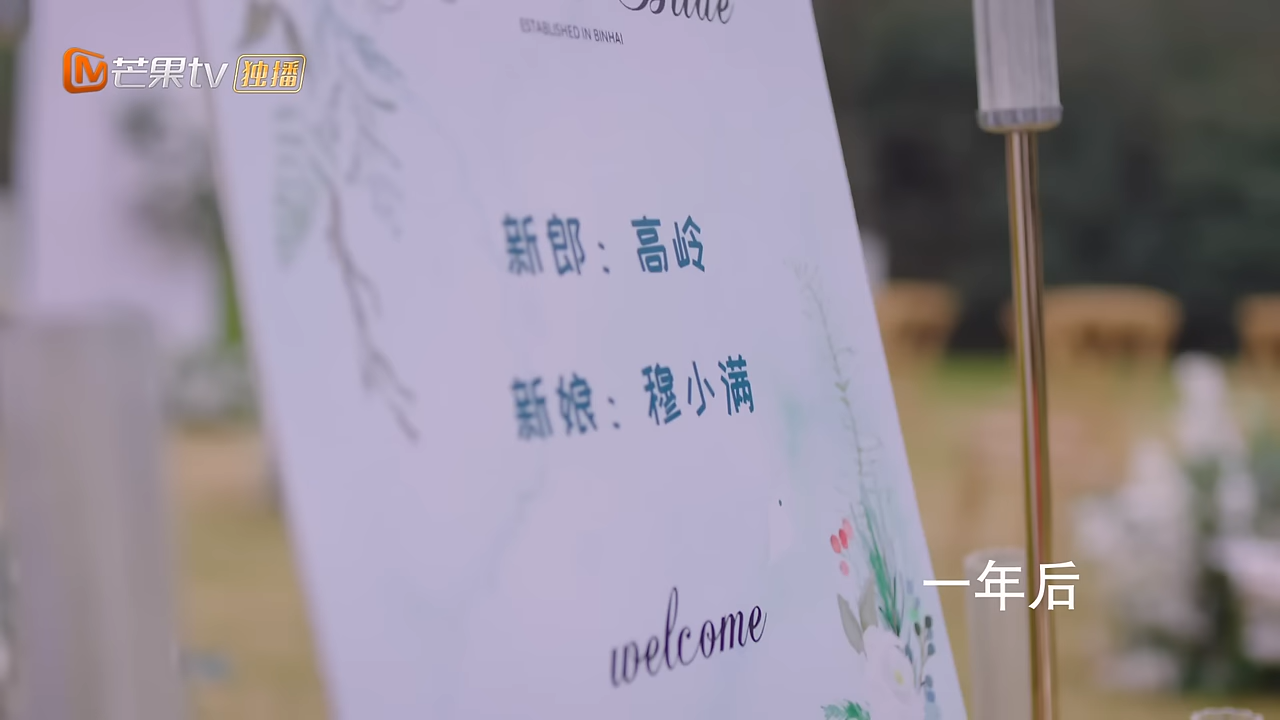 芒果tv 独播
Bride
ESTABLISHED IN BINHAI
新郎：高岭
新娘：穆小满
welcome
一年后